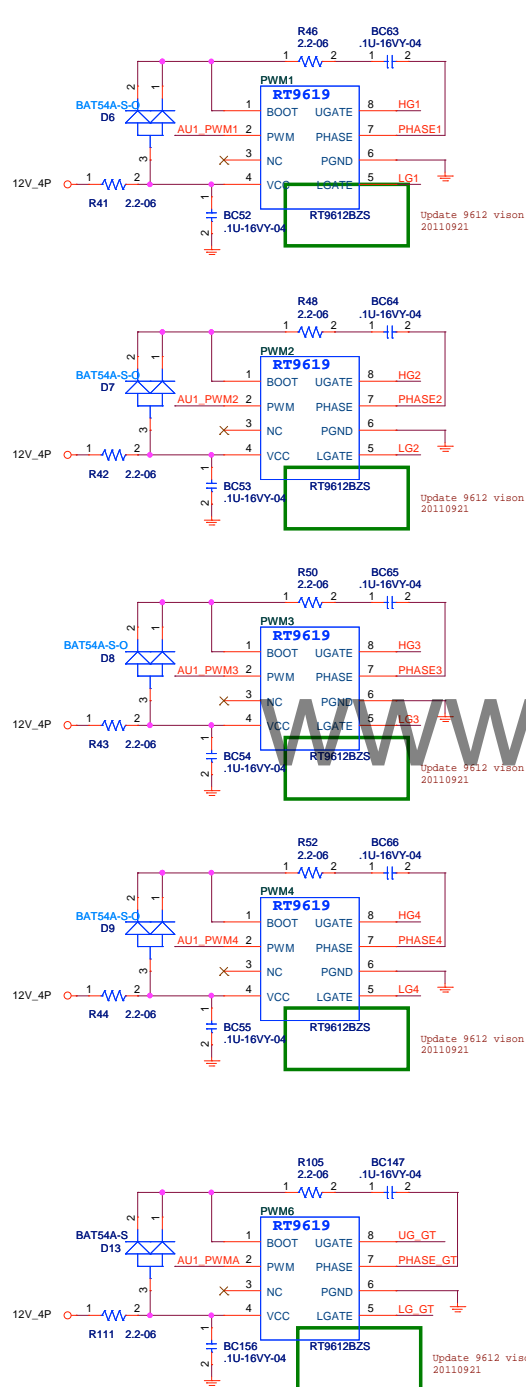 R46 BC63
2.2-06 .1U-16VY-04
1 2 1 2
PWM1
RT9619
2 1
BAT54A-S-O
D6
1 BOOT UGATE 8 HG1
AU1_PWM1 2 PWM PHASE 7 PHASE1
3 3 NC PGND 6
12V_4P 1 2 4 VCC LGATE 5 LG1
R41 2.2-06
1 BC52 RT9612BZS
2 .1U-16VY-04
Update 9612 vison
20110921
R48 BC64
2.2-06 .1U-16VY-04
1 2 1 2
PWM2
RT9619
2 1
BAT54A-S-O
D7
1 BOOT UGATE 8 HG2
AU1_PWM2 2 PWM PHASE 7 PHASE2
3 3 NC PGND 6
12V_4P 1 2 4 VCC LGATE 5 LG2
R42 2.2-06
1 BC53 RT9612BZS
2 .1U-16VY-04
Update 9612 vison
20110921
R50 BC65
2.2-06 .1U-16VY-04
1 2 1 2
PWM3
RT9619
2 1
BAT54A-S-O
D8
1 BOOT UGATE 8 HG3
AU1_PWM3 2 PWM PHASE 7 PHASE3
3 3 NC PGND 6
12V_4P 1 2 4 VCC LGATE 5 LG3
WWW
R43 2.2-06
1 BC54 RT9612BZS
2 .1U-16VY-04
Update 9612 vison
20110921
R52 BC66
2.2-06 .1U-16VY-04
1 2 1 2
PWM4
RT9619
2 1
BAT54A-S-O
D9
1 BOOT UGATE 8 HG4
AU1_PWM4 2 PWM PHASE 7 PHASE4
3 3 NC PGND 6
12V_4P 1 2 4 VCC LGATE 5 LG4
R44 2.2-06
1 BC55 RT9612BZS
2 .1U-16VY-04
Update 9612 vison
20110921
R105 BC147
2.2-06 .1U-16VY-04
1 2 1 2
PWM6
RT9619
2 1
BAT54A-S
D13
1 BOOT UGATE 8 UG_GT
AU1_PWMA 2 PWM PHASE 7 PHASE_GT
3 3 NC PGND 6
12V_4P 1 2 4 VCC LGATE 5 LG_GT
R111 2.2-06
1 BC156 RT9612BZS
2 .1U-16VY-04
Update 9612 viso
20110921